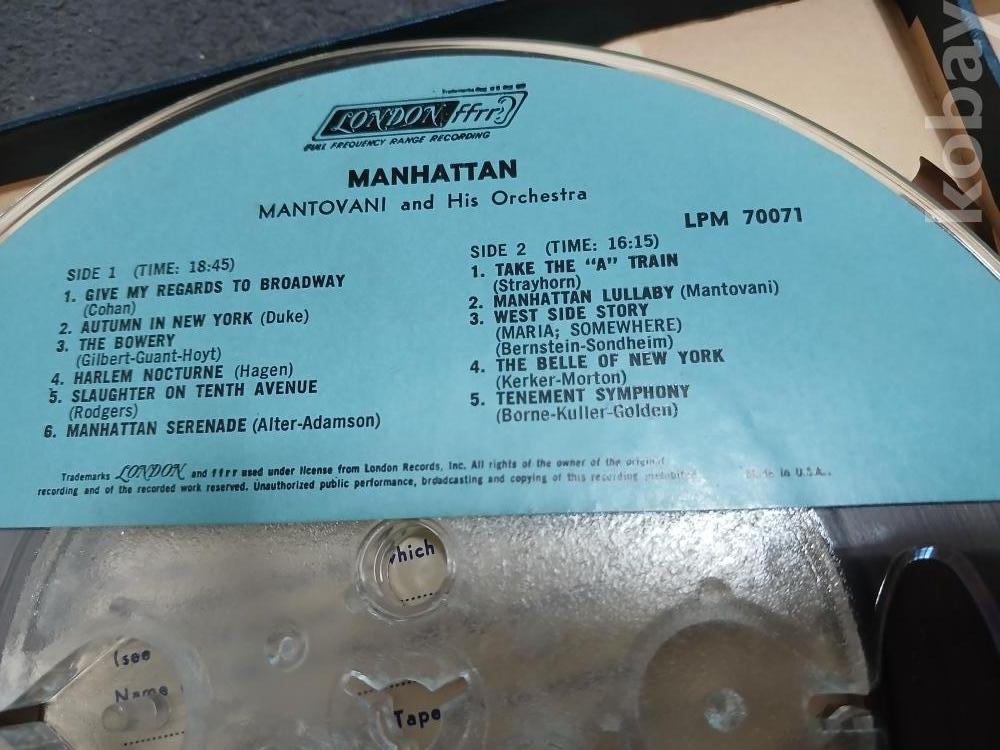 Trademarks Reg
LONDON ffrr
FULL FREQUENCY RANGE RECORDING
MANHATTAN
MANTOVANI and His Orchestra
LPM 70071
SIDE 1 (TIME: 18:45)
1. GIVE MY REGARDS TO BROADWAY
(Cohan)
2. AUTUMN IN NEW YORK (Duke)
3. THE BOWERY
(Gilbert-Guant-Hoyt)
4. HARLEM NOCTURNE (Hagen)
5. SLAUGHTER ON TENTH AVENUE
(Rodgers)
6. MANHATTAN SERENADE (Alter-Adamson)
SIDE 2 (TIME: 16:15)
1. TAKE THE "A" TRAIN
(Strayhorn)
2. MANHATTAN LULLABY (Mantovani)
3. WEST SIDE STORY
(MARIA; SOMEWHERE)
(Bernstein-Sondheim)
4. THE BELLE OF NEW YORK
(Kerker-Morton)
5. TENEMENT SYMPHONY
(Borne-Kuller-Golden)
Trademarks LONDON and ffrr used under license from London Records, Inc. All rights of the owner of the original
recording and of the recorded work reserved. Unauthorized public performance, brdadcasting and copying of this recording prohibited.
Made in U.S.A.
which
(see
Name
Tape
kobay